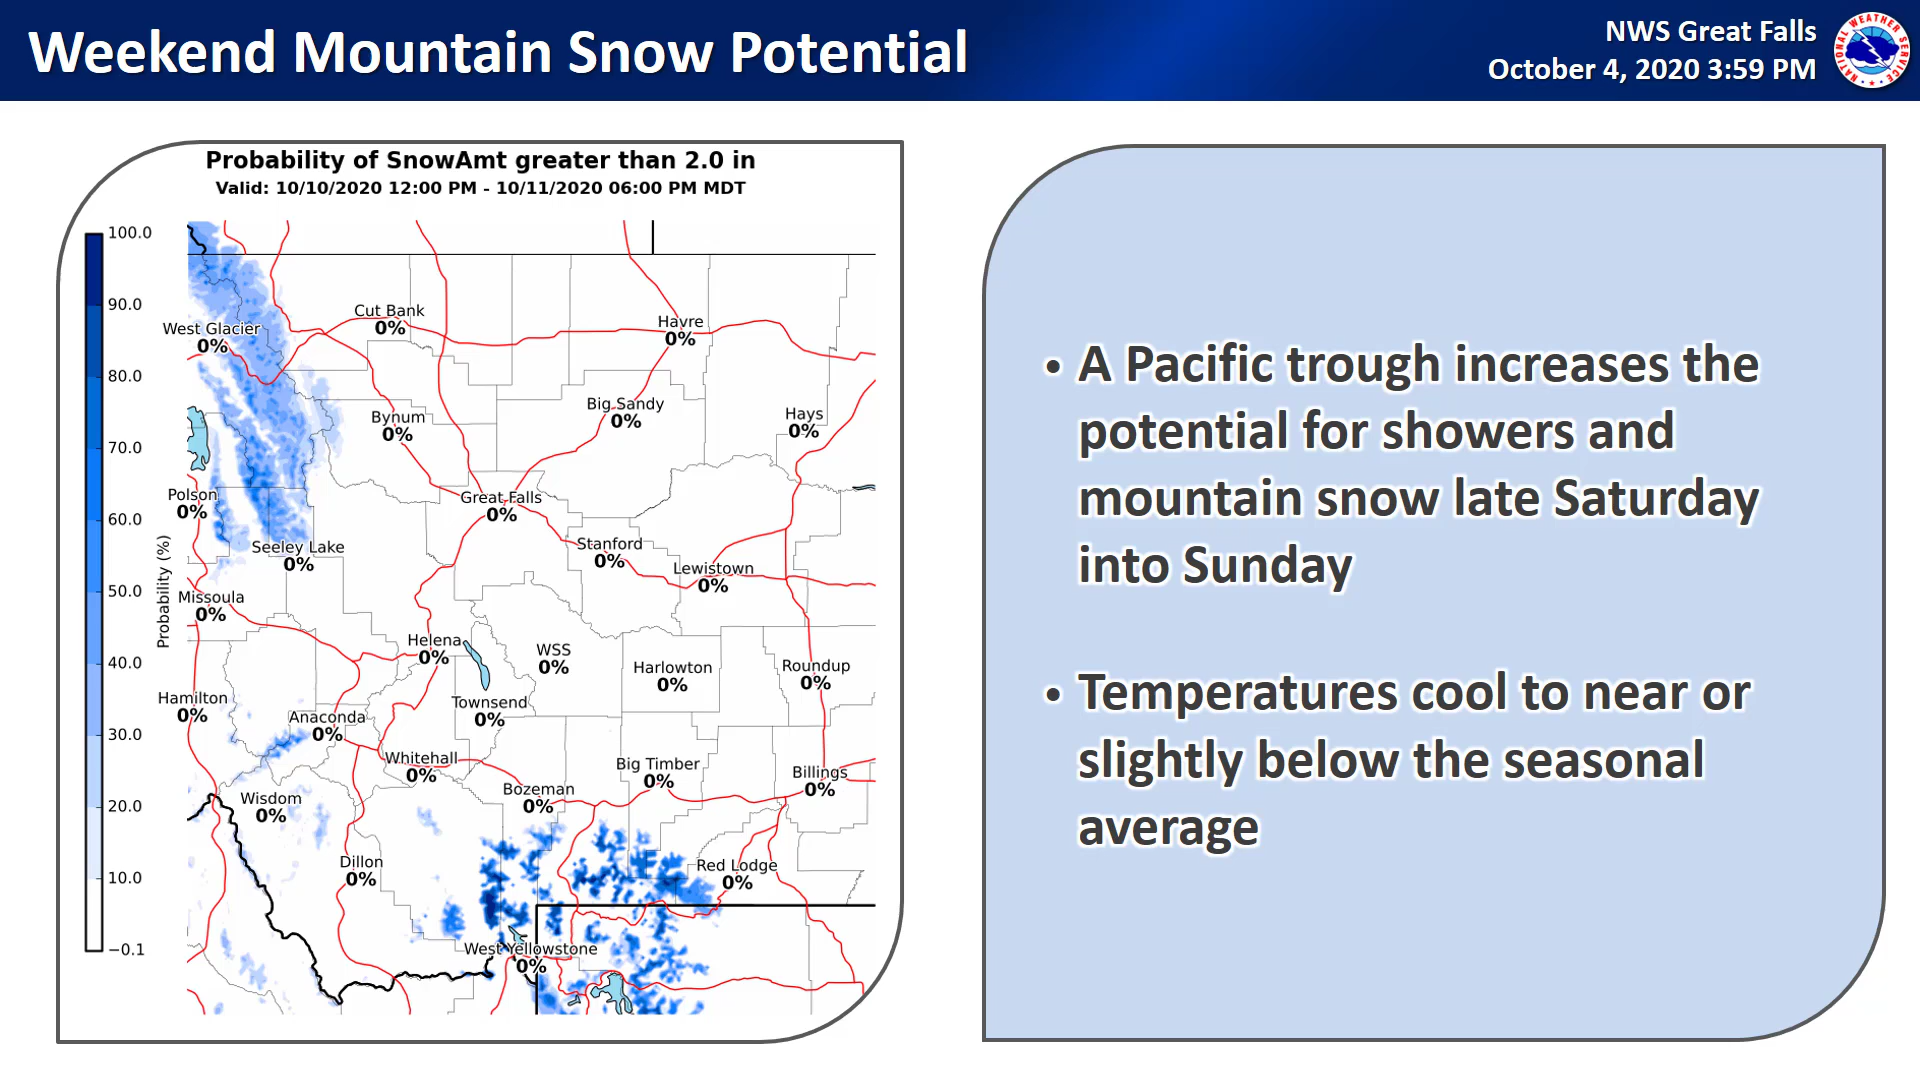 Weekend Mountain Snow Potential
NWS Great Falls
October 4, 2020 3:59 PM
NATIONAL WEATHER SERVICE
Probability of SnowAmt greater than 2.0 in
Valid: 10/10/2020 12:00 PM - 10/11/2020 06:00 PM MDT
100.0
90.0
80.0
70.0
60.0
50.0
40.0
30.0
20.0
10.0
−0.1
Probability (%)
Cut Bank
0%
Havre
0%
West Glacier
0%
Big Sandy
0%
Hays
0%
Bynum
0%
Polson
0%
Great Falls
0%
Seeley Lake
0%
Stanford
0%
Lewistown
0%
Missoula
0%
Helena
0%
WSS
0%
Harlowton
0%
Roundup
0%
Hamilton
0%
Townsend
0%
Anaconda
0%
Whitehall
0%
Big Timber
0%
Billings
0%
Bozeman
0%
Wisdom
0%
Dillon
0%
Red Lodge
0%
West Yellowstone
0%
• A Pacific trough increases the
potential for showers and
mountain snow late Saturday
into Sunday
• Temperatures cool to near or
slightly below the seasonal
average